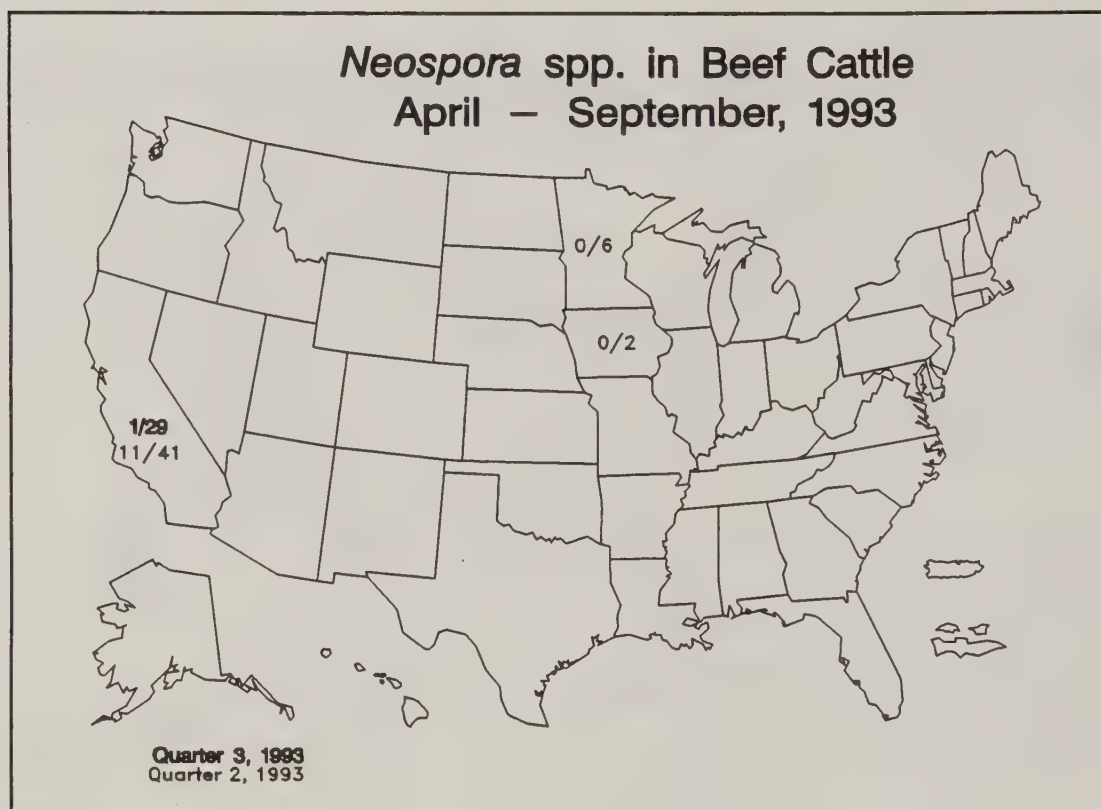 Neospora spp. in Beef Cattle
April – September, 1993
0/6
0/2
1/29
11/41
Quarter 3, 1993
Quarter 2, 1993